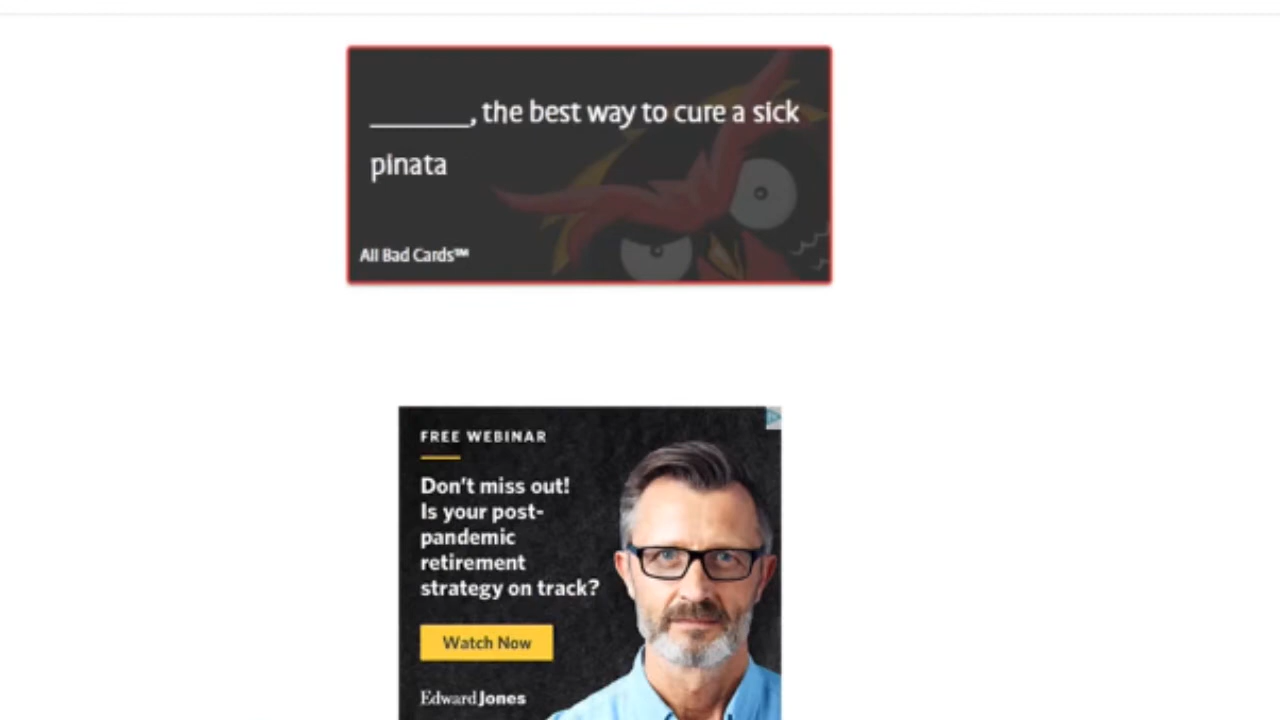 ______, the best way to cure a sick
pinata
All Bad Cards™
FREE WEBINAR
Don't miss out!
Is your post-
pandemic
retirement
strategy on track?
Watch Now
Edward Jones